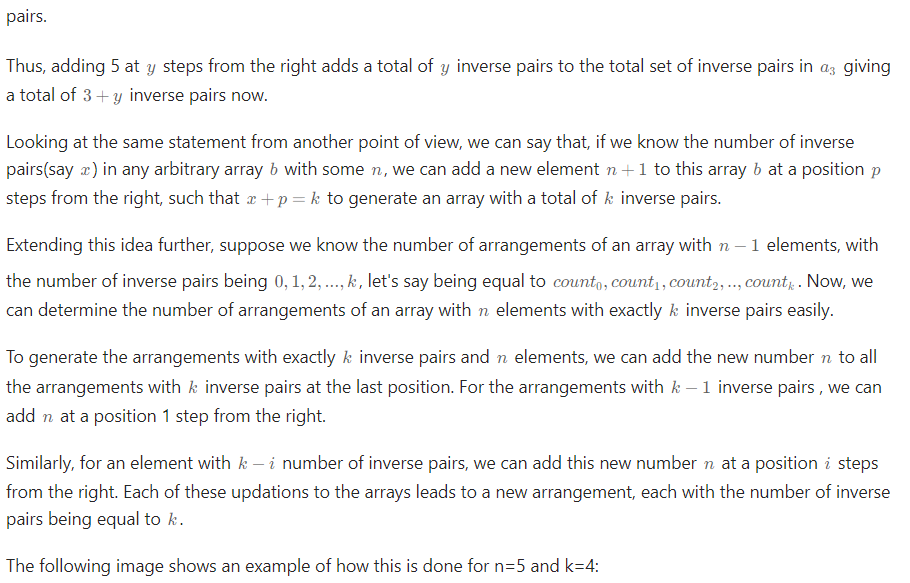 pairs.
Thus, adding 5 at y steps from the right adds a total of y inverse pairs to the total set of inverse pairs in a₃ giving
a total of 3 + y inverse pairs now.
Looking at the same statement from another point of view, we can say that, if we know the number of inverse
pairs(say x) in any arbitrary array b with some n, we can add a new element n + 1 to this array b at a position p
steps from the right, such that x + p = k to generate an array with a total of k inverse pairs.
Extending this idea further, suppose we know the number of arrangements of an array with n − 1 elements, with
the number of inverse pairs being 0, 1, 2, ...., k, let's say being equal to count₀, count₁, count₂, .., countₖ. Now, we
can determine the number of arrangements of an array with n elements with exactly k inverse pairs easily.
To generate the arrangements with exactly k inverse pairs and n elements, we can add the new number n to all
the arrangements with k inverse pairs at the last position. For the arrangements with k − 1 inverse pairs , we can
add n at a position 1 step from the right.
Similarly, for an element with k − i number of inverse pairs, we can add this new number n at a position i steps
from the right. Each of these updations to the arrays leads to a new arrangement, each with the number of inverse
pairs being equal to k.
The following image shows an example of how this is done for n=5 and k=4: